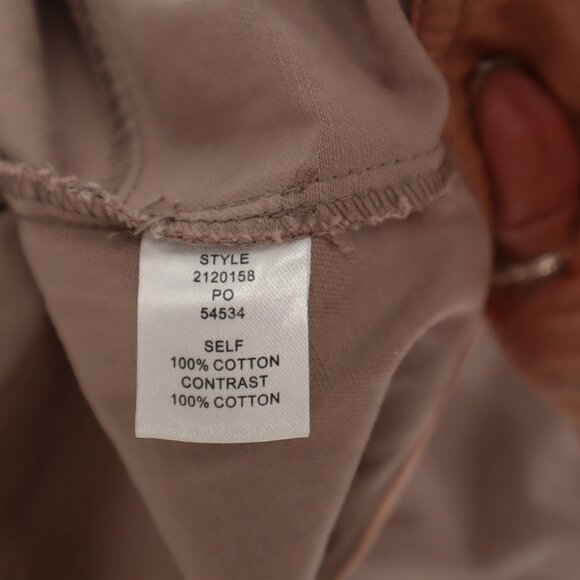 STYLE
2120158
PO
54534
SELF
100% COTTON
CONTRAST
100% COTTON